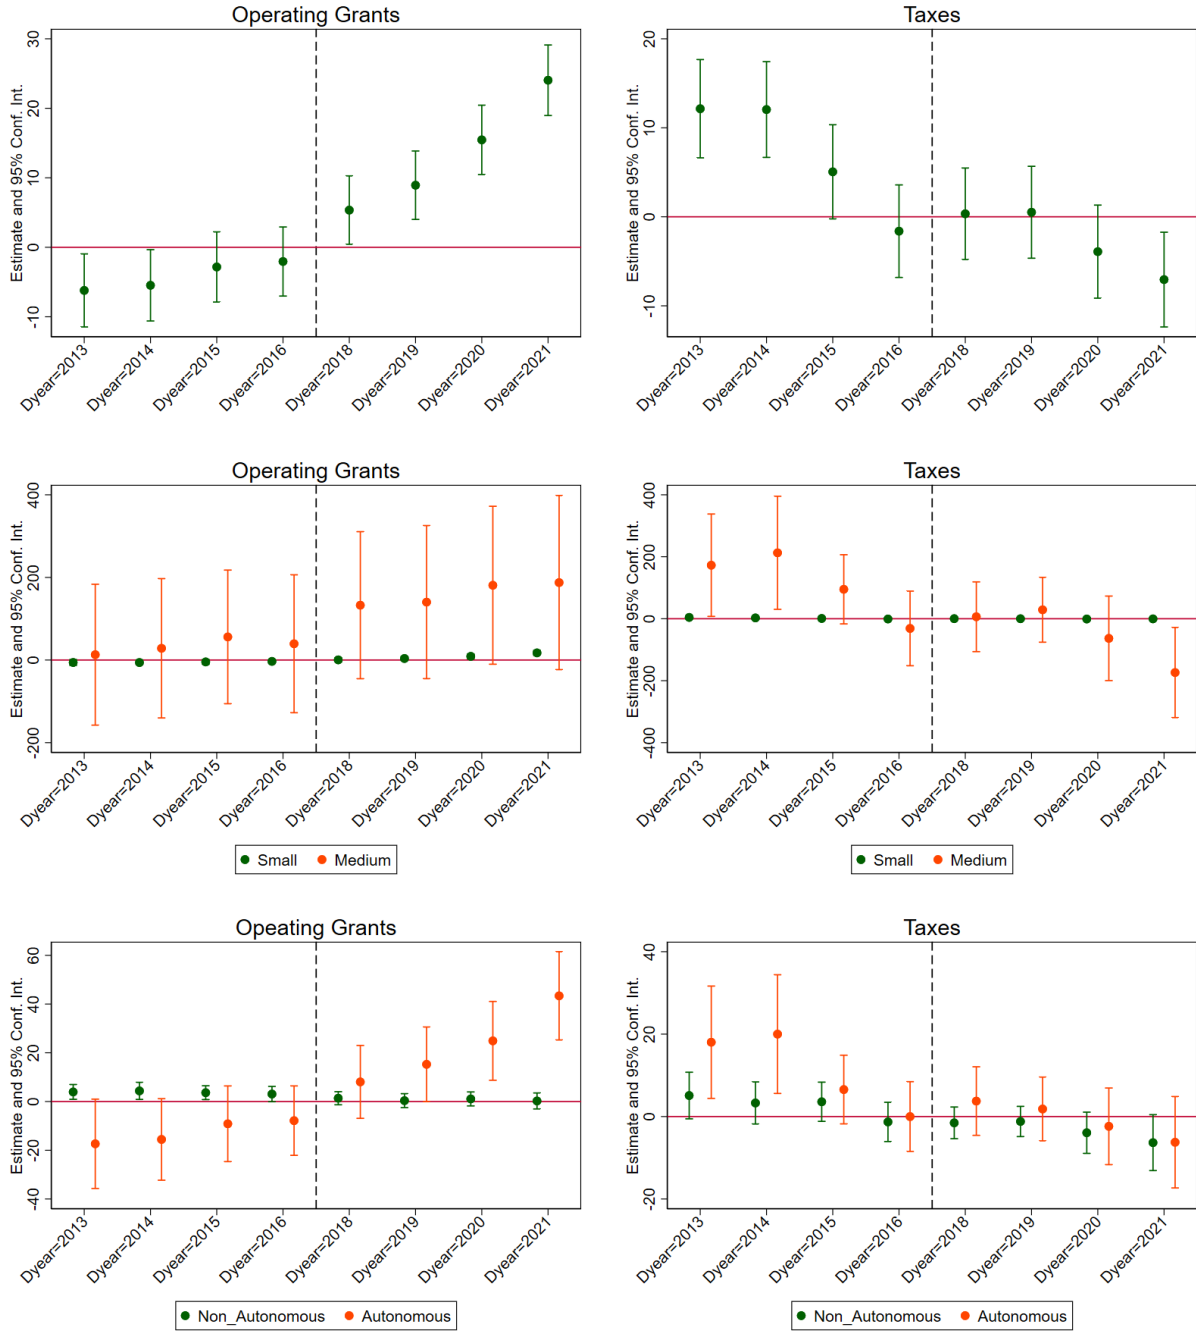 Operating Grants
Estimate and 95% Conf. Int.
30
20
10
0
-10
Dyear=2013
Dyear=2014
Dyear=2015
Dyear=2016
Dyear=2018
Dyear=2019
Dyear=2020
Dyear=2021
Taxes
Estimate and 95% Conf. Int.
20
10
0
-10
Dyear=2013
Dyear=2014
Dyear=2015
Dyear=2016
Dyear=2018
Dyear=2019
Dyear=2020
Dyear=2021
Operating Grants
Estimate and 95% Conf. Int.
400
200
0
-200
Dyear=2013
Dyear=2014
Dyear=2015
Dyear=2016
Dyear=2018
Dyear=2019
Dyear=2020
Dyear=2021
Small Medium
Taxes
Estimate and 95% Conf. Int.
400
200
0
-200
-400
Dyear=2013
Dyear=2014
Dyear=2015
Dyear=2016
Dyear=2018
Dyear=2019
Dyear=2020
Dyear=2021
Small Medium
Opeating Grants
Estimate and 95% Conf. Int.
60
40
20
0
-20
-40
Dyear=2013
Dyear=2014
Dyear=2015
Dyear=2016
Dyear=2018
Dyear=2019
Dyear=2020
Dyear=2021
Non_Autonomous Autonomous
Taxes
Estimate and 95% Conf. Int.
40
20
0
-20
Dyear=2013
Dyear=2014
Dyear=2015
Dyear=2016
Dyear=2018
Dyear=2019
Dyear=2020
Dyear=2021
Non_Autonomous Autonomous